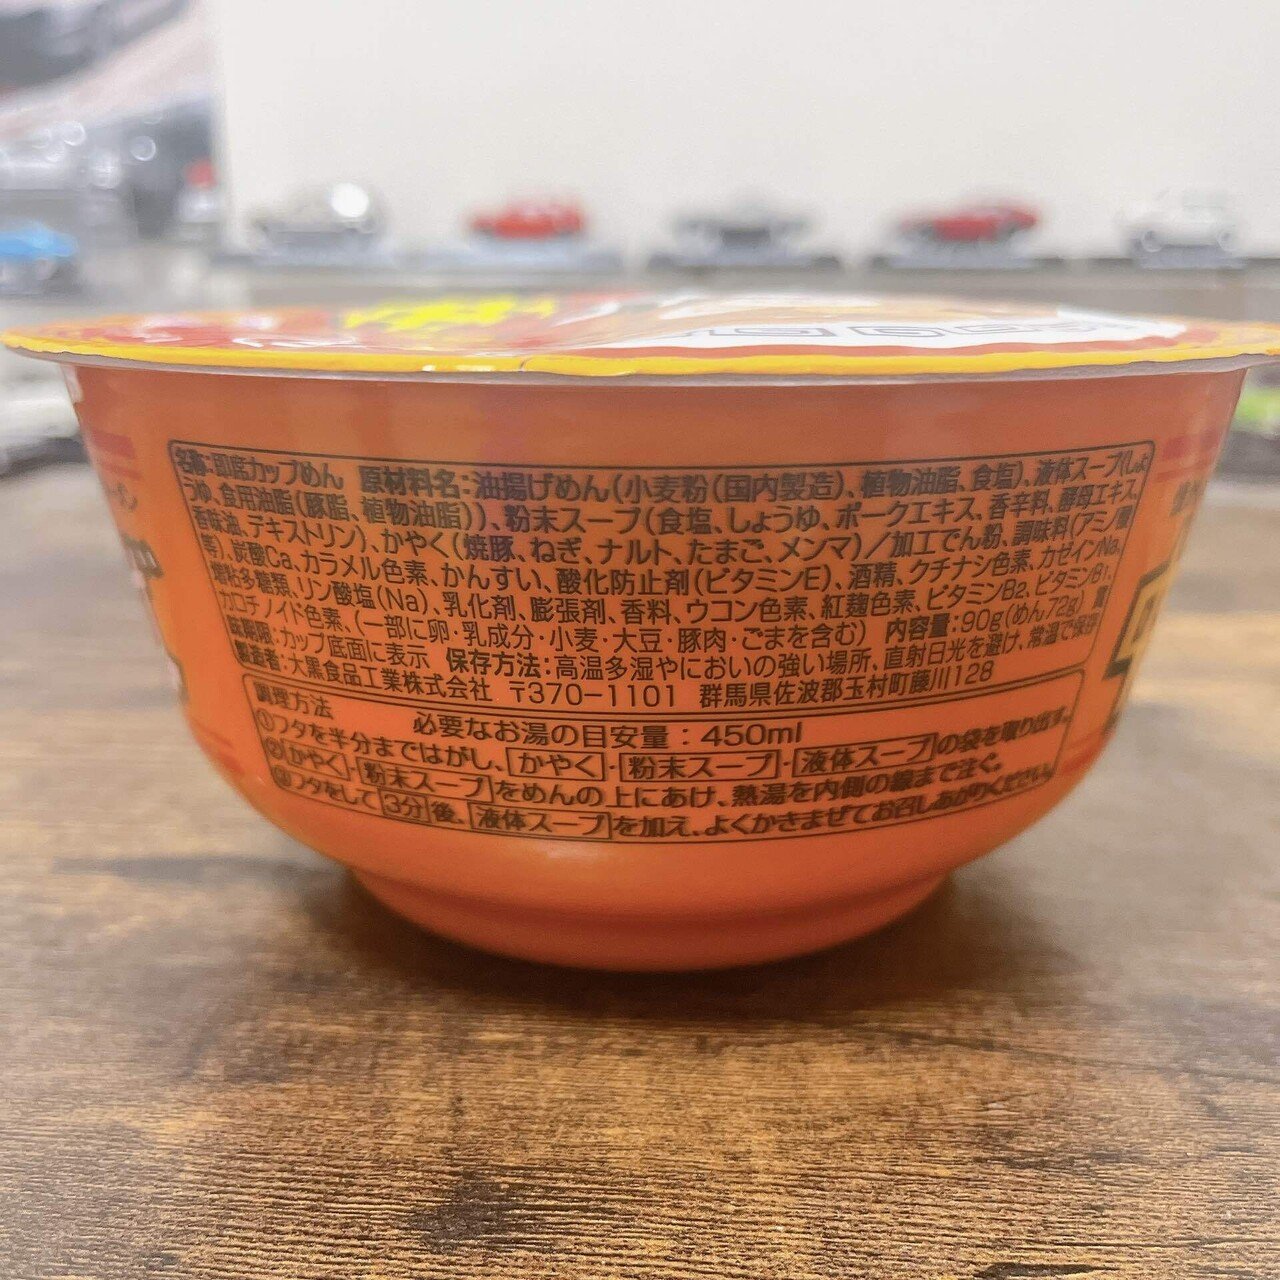 名称:即席カップめん 原材料名:油揚げめん(小麦粉(国内製造)、植物油脂、食塩)、液体スープ(しょ
うゆ、食用油脂(豚脂、植物油脂))、粉末スープ(食塩、しょうゆ、ポークエキス、香辛料、酵母エキス、
香味油、デキストリン)、かやく(焼豚、ねぎ、ナルト、たまご、メンマ)/加工でん粉、調味料(アミノ酸
等)、炭酸Ca、カラメル色素、かんすい、酸化防止剤(ビタミンE)、酒精、クチナシ色素、カゼインNa、
増粘多糖類、リン酸塩(Na)、乳化剤、膨張剤、香料、ウコン色素、紅麹色素、ビタミンB2、ビタミンB1、
カロチノイド色素、(一部に卵・乳成分・小麦・大豆・豚肉・ごまを含む) 内容量:90g(めん72g) 賞
味期限:カップ底面に表示 保存方法:高温多湿やにおいの強い場所、直射日光を避け、常温で保存
製造者:大黒食品工業株式会社 〒370-1101 群馬県佐波郡玉村町藤川128
調理方法 必要なお湯の目安量:450ml
①フタを半分まではがし、かやく・粉末スープ・液体スープの袋を取り出す。
②かやく・粉末スープをめんの上にあけ、熱湯を内側の線まで注ぐ。
③フタをして3分後、液体スープを加え、よくかきまぜてお召しあがりください。